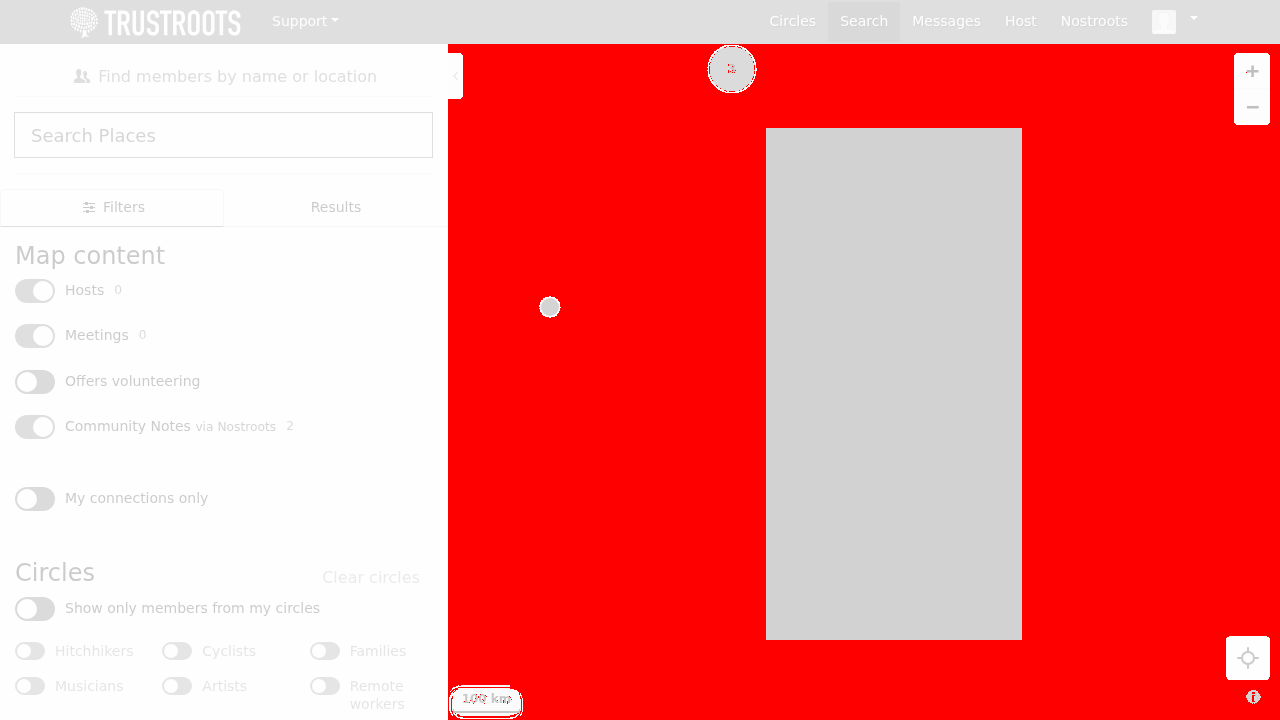 TRUSTROOTS
Support
Circles
Search
Messages
Host
Nostroots
Find members by name or location
Search Places
Filters
Results
Map content
Hosts 0
Meetings 0
Offers volunteering
Community Notes via Nostroots 2
My connections only
Circles
Clear circles
Show only members from my circles
Hitchhikers
Cyclists
Families
Musicians
Artists
Remote
workers